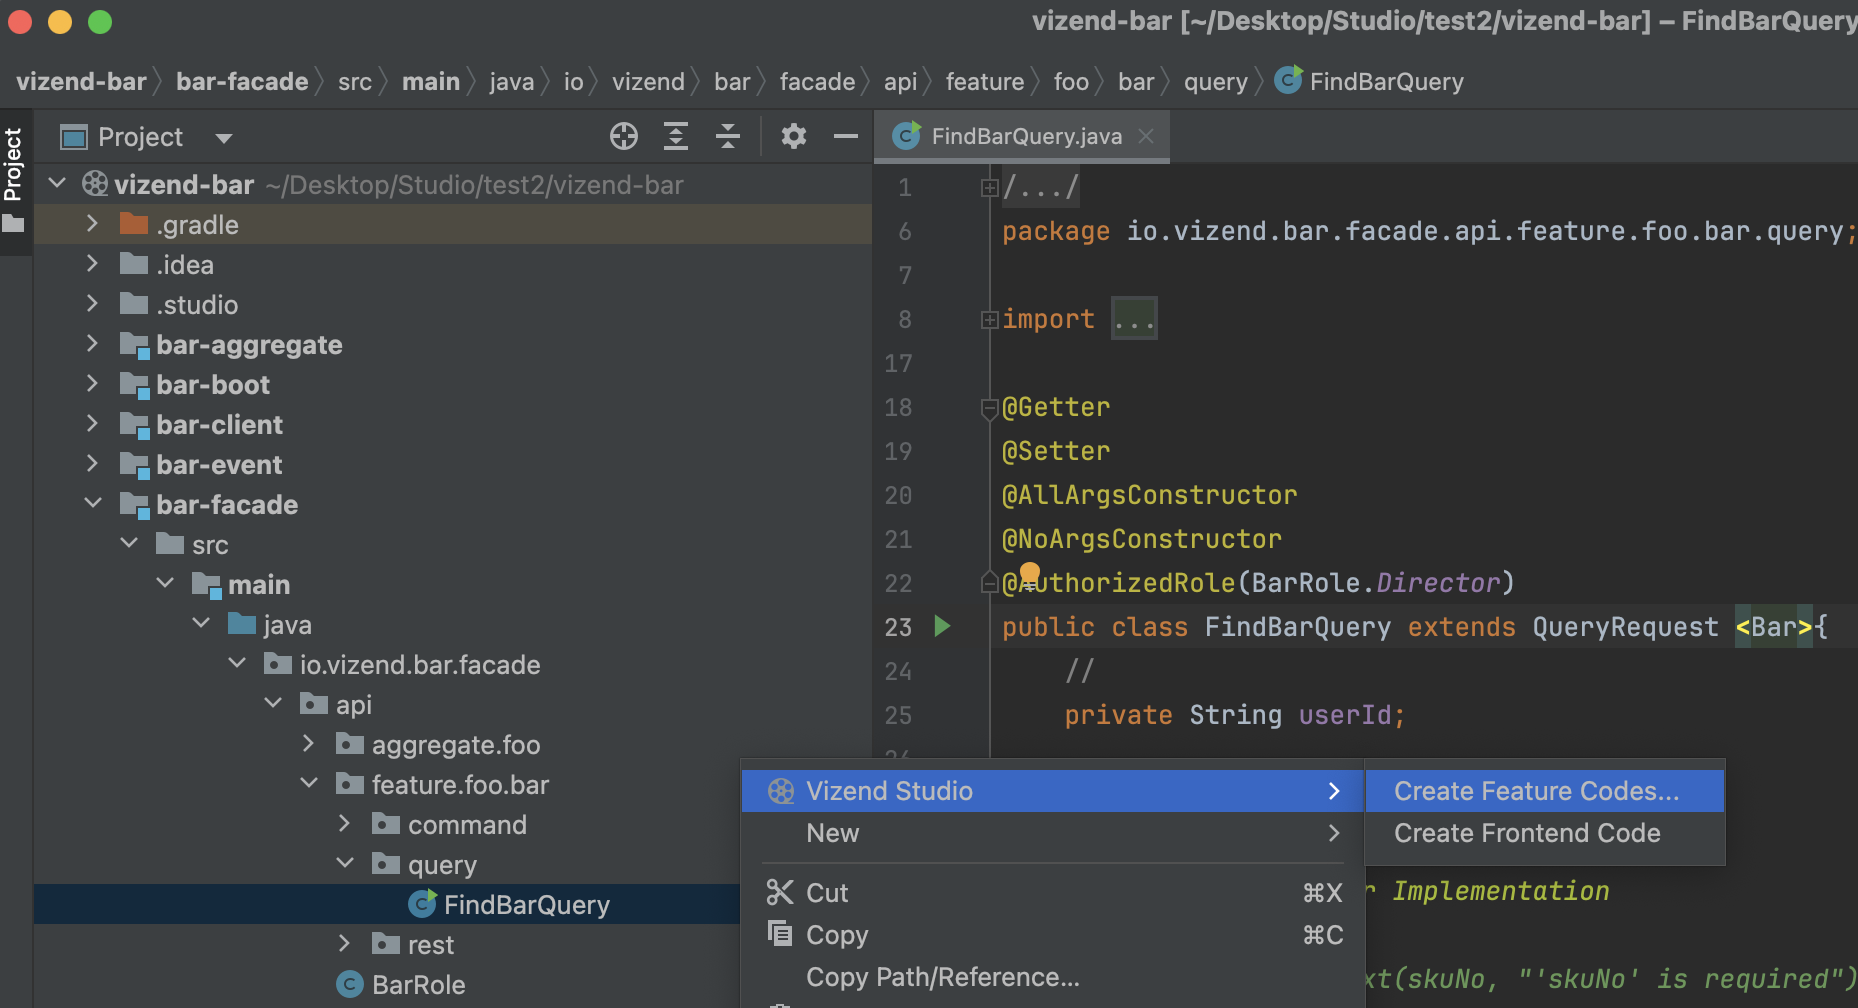 vizend-bar [~/Desktop/Studio/test2/vizend-bar] – FindBarQuery
vizend-bar bar-facade src main java io vizend bar facade api feature foo bar query FindBarQuery
Project
Project
FindBarQuery.java
vizend-bar ~/Desktop/Studio/test2/vizend-bar
.gradle
.idea
.studio
bar-aggregate
bar-boot
bar-client
bar-event
bar-facade
src
main
java
io.vizend.bar.facade
api
aggregate.foo
feature.foo.bar
command
query
FindBarQuery
rest
BarRole
1 /.../
6 package io.vizend.bar.facade.api.feature.foo.bar.query;
7
8 import ...
17
18 @Getter
19 @Setter
20 @AllArgsConstructor
21 @NoArgsConstructor
22 @AuthorizedRole(BarRole.Director)
23 public class FindBarQuery extends QueryRequest <Bar>{
24 //
25 private String userId;
Vizend Studio
New
Cut ⌘X
Copy ⌘C
Copy Path/Reference...
Create Feature Codes...
Create Frontend Code
r Implementation
xt(skuNo, "'skuNo' is required")